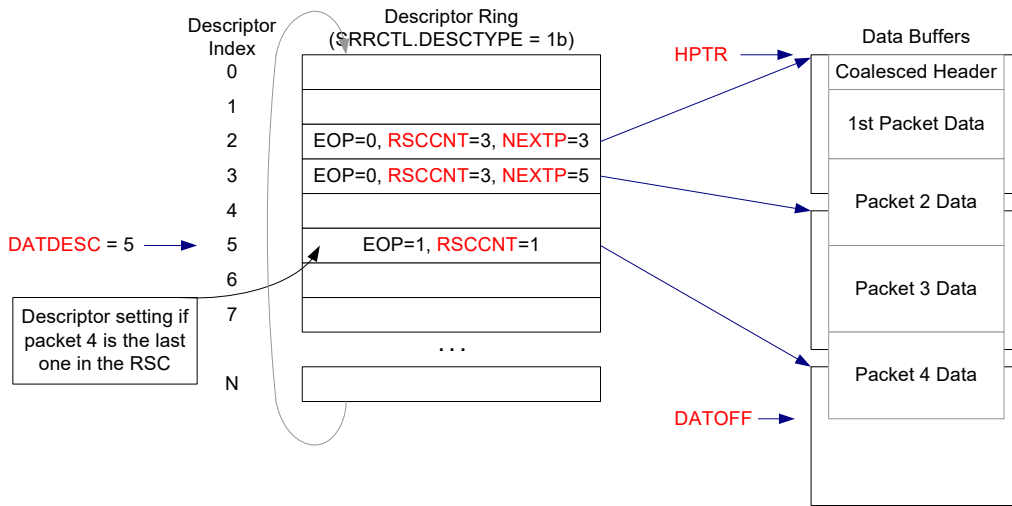 Descriptor
Index
Descriptor Ring
(SRRCTL.DESCTYPE = 1b)
Data Buffers
HPTR
0
1
2
3
4
5
6
7
N
EOP=0, RSCCNT=3, NEXTP=3
EOP=0, RSCCNT=3, NEXTP=5
EOP=1, RSCCNT=1
...
DATDESC = 5
Descriptor setting if
packet 4 is the last
one in the RSC
Coalesced Header
1st Packet Data
Packet 2 Data
Packet 3 Data
Packet 4 Data
DATOFF